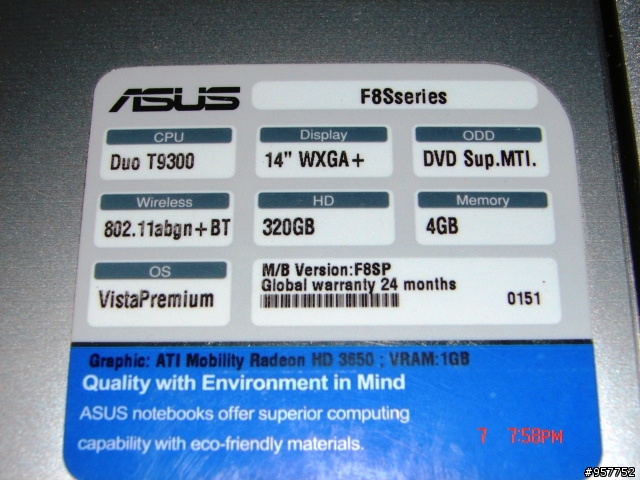 ASUS F8Sseries
CPU Display ODD
Duo T9300 14" WXGA+ DVD Sup.MTI.
Wireless HD Memory
802.11abgn+BT 320GB 4GB
OS
VistaPremium
M/B Version:F8SP
Global warranty 24 months
0151
Graphic: ATI Mobility Radeon HD 3650 ; VRAM:1GB
Quality with Environment in Mind
ASUS notebooks offer superior computing
capability with eco-friendly materials.
7 7:58PM
#957752